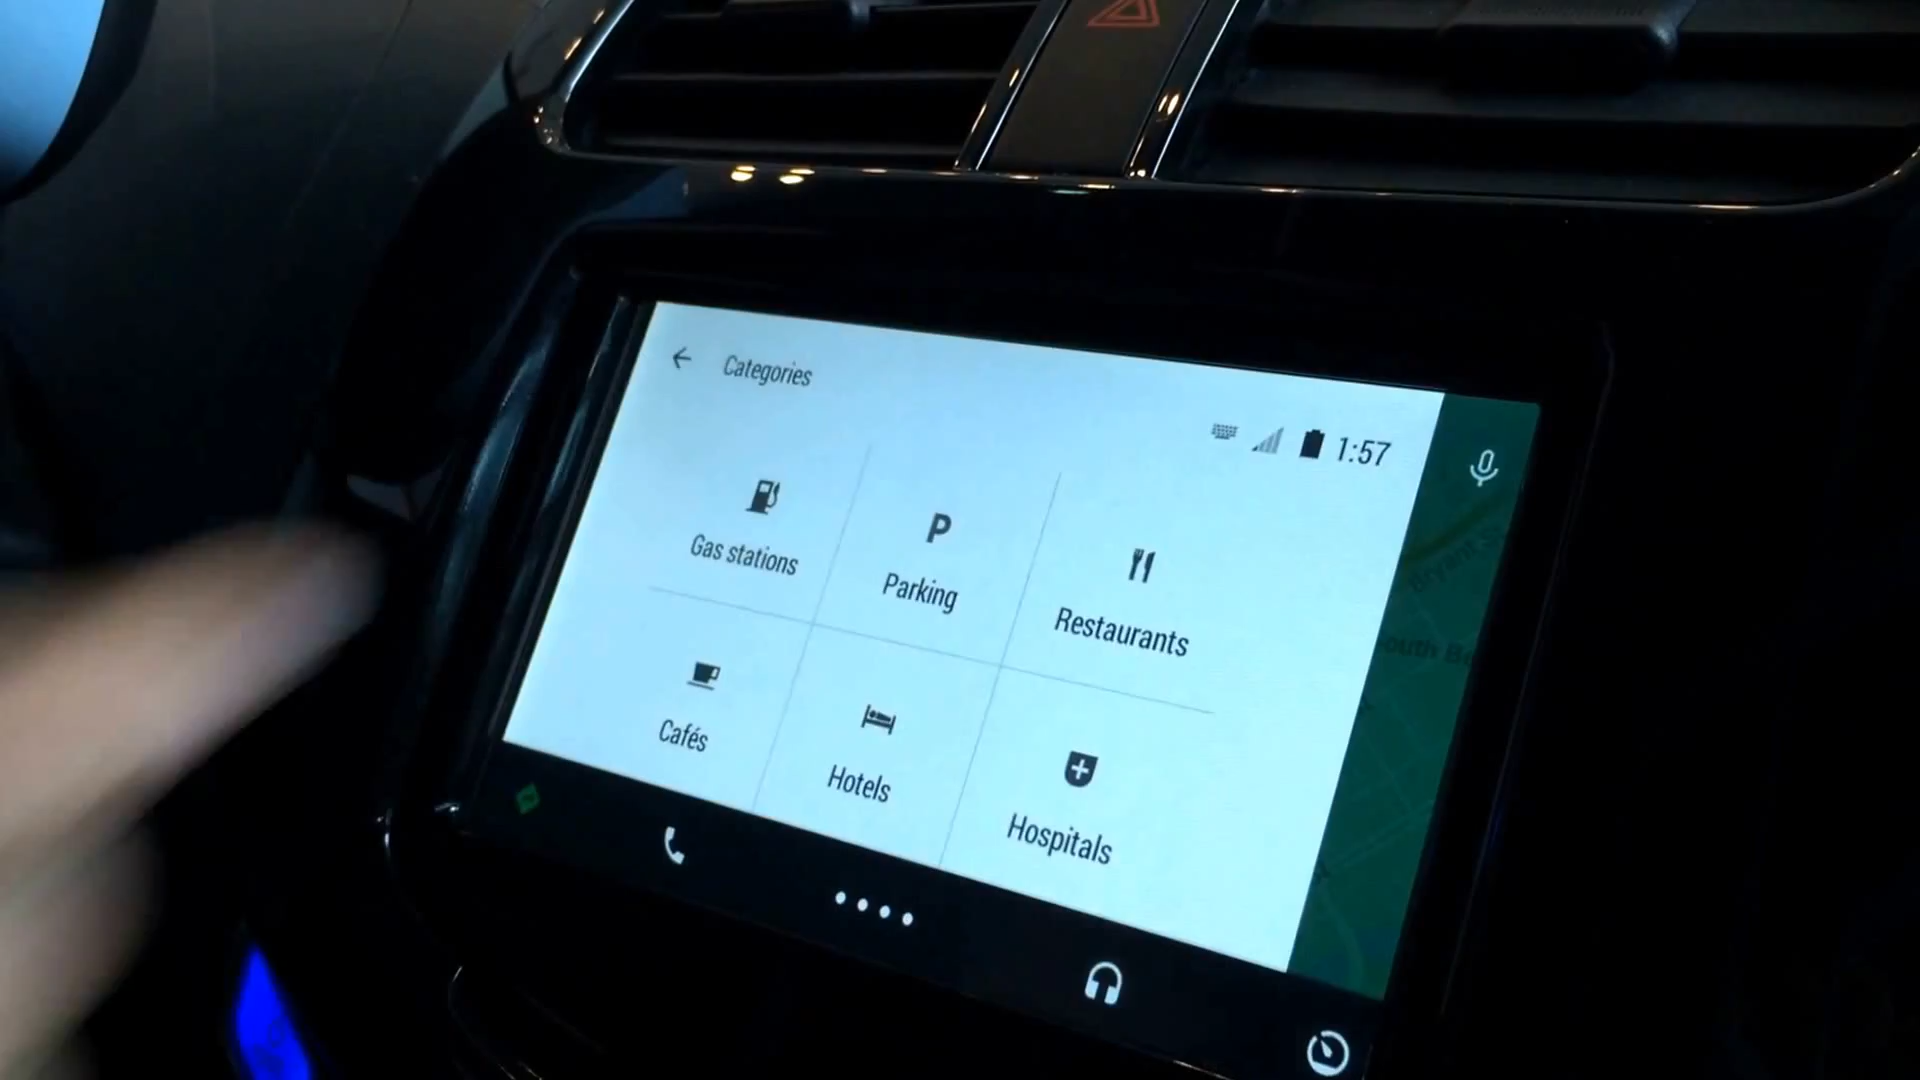 Categories
1:57
Gas stations
P
Parking
Restaurants
Cafés
Hotels
Hospitals